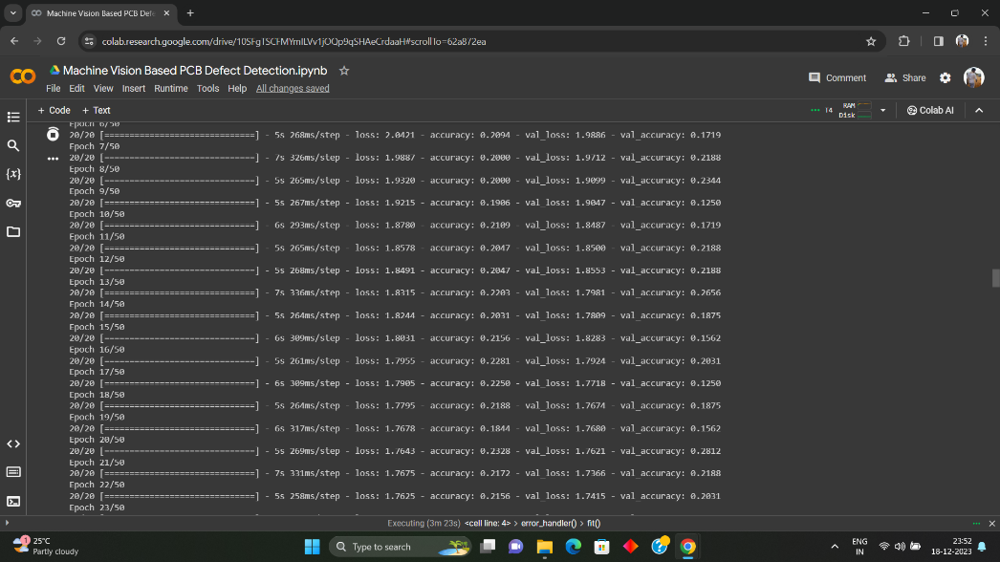 Machine Vision Based PCB Defe
colab.research.google.com/drive/10SFgTSCFMYmILVv1jOQp9qSHAeCrdaaH#scrollTo=62a872ea
Machine Vision Based PCB Defect Detection.ipynb
Comment
Share
File Edit View Insert Runtime Tools Help All changes saved
+ Code + Text
T4 RAM
Disk
Colab AI
Epoch 6/50
20/20 [==============================] - 5s 268ms/step - loss: 2.0421 - accuracy: 0.2094 - val_loss: 1.9886 - val_accuracy: 0.1719
Epoch 7/50
20/20 [==============================] - 7s 326ms/step - loss: 1.9887 - accuracy: 0.2000 - val_loss: 1.9712 - val_accuracy: 0.2188
Epoch 8/50
20/20 [==============================] - 5s 265ms/step - loss: 1.9320 - accuracy: 0.2000 - val_loss: 1.9099 - val_accuracy: 0.2344
Epoch 9/50
20/20 [==============================] - 5s 267ms/step - loss: 1.9215 - accuracy: 0.1906 - val_loss: 1.9047 - val_accuracy: 0.1250
Epoch 10/50
20/20 [==============================] - 6s 293ms/step - loss: 1.8780 - accuracy: 0.2109 - val_loss: 1.8487 - val_accuracy: 0.1719
Epoch 11/50
20/20 [==============================] - 5s 265ms/step - loss: 1.8578 - accuracy: 0.2047 - val_loss: 1.8500 - val_accuracy: 0.2188
Epoch 12/50
20/20 [==============================] - 5s 268ms/step - loss: 1.8491 - accuracy: 0.2047 - val_loss: 1.8553 - val_accuracy: 0.2188
Epoch 13/50
20/20 [==============================] - 7s 336ms/step - loss: 1.8315 - accuracy: 0.2203 - val_loss: 1.7981 - val_accuracy: 0.2656
Epoch 14/50
20/20 [==============================] - 5s 264ms/step - loss: 1.8244 - accuracy: 0.2031 - val_loss: 1.7809 - val_accuracy: 0.1875
Epoch 15/50
20/20 [==============================] - 6s 309ms/step - loss: 1.8031 - accuracy: 0.2156 - val_loss: 1.8283 - val_accuracy: 0.1562
Epoch 16/50
20/20 [==============================] - 5s 261ms/step - loss: 1.7955 - accuracy: 0.2281 - val_loss: 1.7924 - val_accuracy: 0.2031
Epoch 17/50
20/20 [==============================] - 6s 309ms/step - loss: 1.7905 - accuracy: 0.2250 - val_loss: 1.7718 - val_accuracy: 0.1250
Epoch 18/50
20/20 [==============================] - 5s 264ms/step - loss: 1.7795 - accuracy: 0.2188 - val_loss: 1.7674 - val_accuracy: 0.1875
Epoch 19/50
20/20 [==============================] - 6s 317ms/step - loss: 1.7678 - accuracy: 0.1844 - val_loss: 1.7680 - val_accuracy: 0.1562
Epoch 20/50
20/20 [==============================] - 5s 269ms/step - loss: 1.7643 - accuracy: 0.2328 - val_loss: 1.7621 - val_accuracy: 0.2812
Epoch 21/50
20/20 [==============================] - 7s 331ms/step - loss: 1.7675 - accuracy: 0.2172 - val_loss: 1.7366 - val_accuracy: 0.2188
Epoch 22/50
20/20 [==============================] - 5s 258ms/step - loss: 1.7625 - accuracy: 0.2156 - val_loss: 1.7415 - val_accuracy: 0.2031
Epoch 23/50
Executing (3m 23s) <cell line: 4> > error_handler() > fit()
1
25°C
Partly cloudy
Type to search
ENG
IN
23:52
18-12-2023